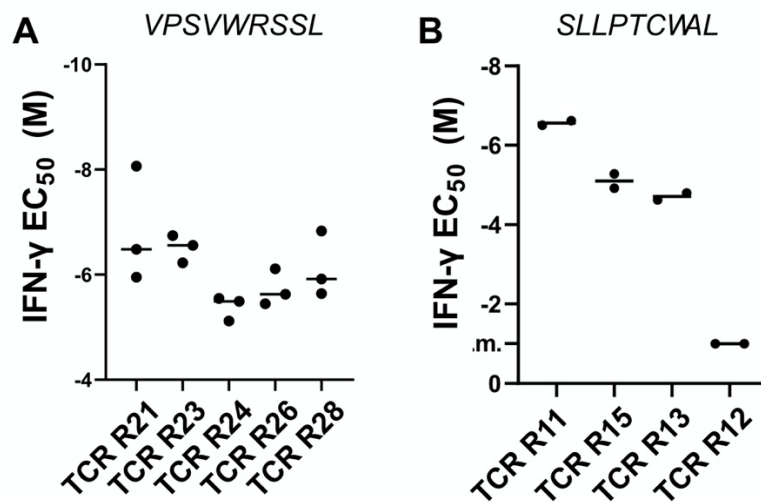 A
VPSVWRSSL
IFN-γ EC50 (M)
-10
-8
-6
-4
TCR R21
TCR R23
TCR R24
TCR R26
TCR R28
B
SLLPTCWAL
IFN-γ EC50 (M)
-8
-6
-4
-2
.m.
0
TCR R11
TCR R15
TCR R13
TCR R12